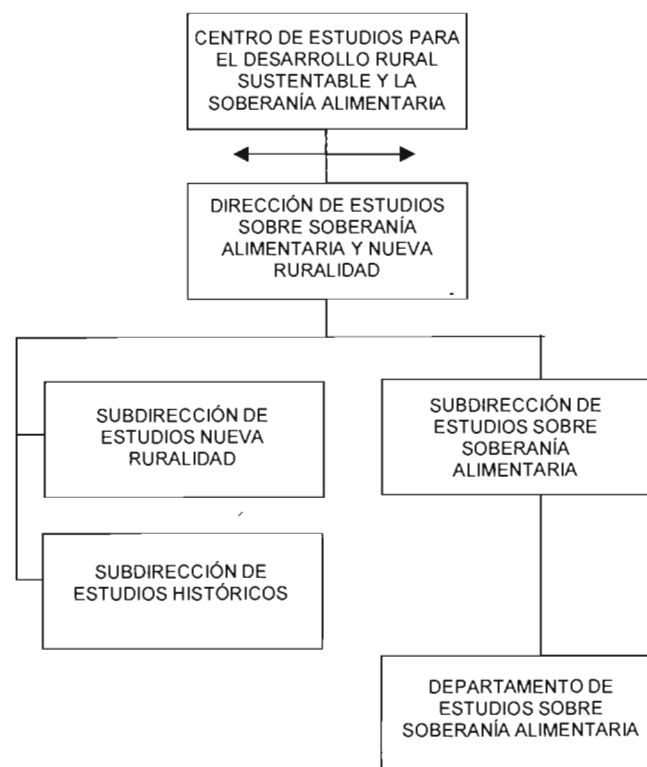 CENTRO DE ESTUDIOS PARA
EL DESARROLLO RURAL
SUSTENTABLE Y LA
SOBERANÍA ALIMENTARIA
DIRECCIÓN DE ESTUDIOS
SOBRE SOBERANÍA
ALIMENTARIA Y NUEVA
RURALIDAD
SUBDIRECCIÓN DE
ESTUDIOS NUEVA
RURALIDAD
SUBDIRECCIÓN DE
ESTUDIOS SOBRE
SOBERANÍA
ALIMENTARIA
SUBDIRECCIÓN DE
ESTUDIOS HISTÓRICOS
DEPARTAMENTO DE
ESTUDIOS SOBRE
SOBERANÍA ALIMENTARIA